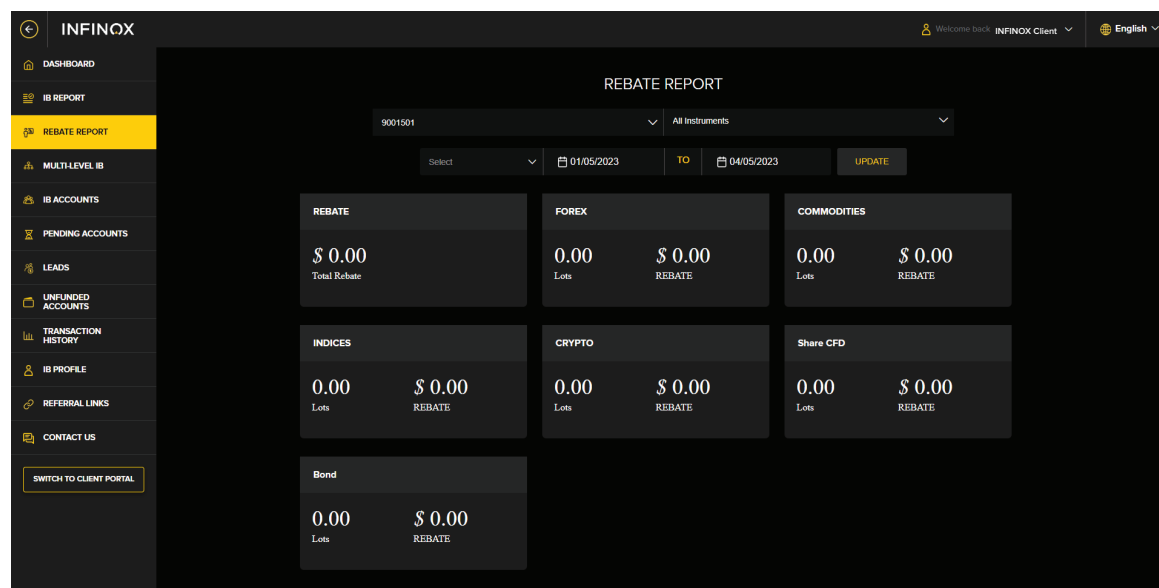 INFINOX
Welcome back INFINOX Client
English
DASHBOARD
IB REPORT
REBATE REPORT
MULTI-LEVEL IB
IB ACCOUNTS
PENDING ACCOUNTS
LEADS
UNFUNDED
ACCOUNTS
TRANSACTION
HISTORY
IB PROFILE
REFERRAL LINKS
CONTACT US
SWITCH TO CLIENT PORTAL
REBATE REPORT
9001501
All Instruments
Select
01/05/2023
TO
04/05/2023
UPDATE
REBATE
$ 0.00
Total Rebate
FOREX
0.00 $ 0.00
Lots REBATE
COMMODITIES
0.00 $ 0.00
Lots REBATE
INDICES
0.00 $ 0.00
Lots REBATE
CRYPTO
0.00 $ 0.00
Lots REBATE
Share CFD
0.00 $ 0.00
Lots REBATE
Bond
0.00 $ 0.00
Lots REBATE